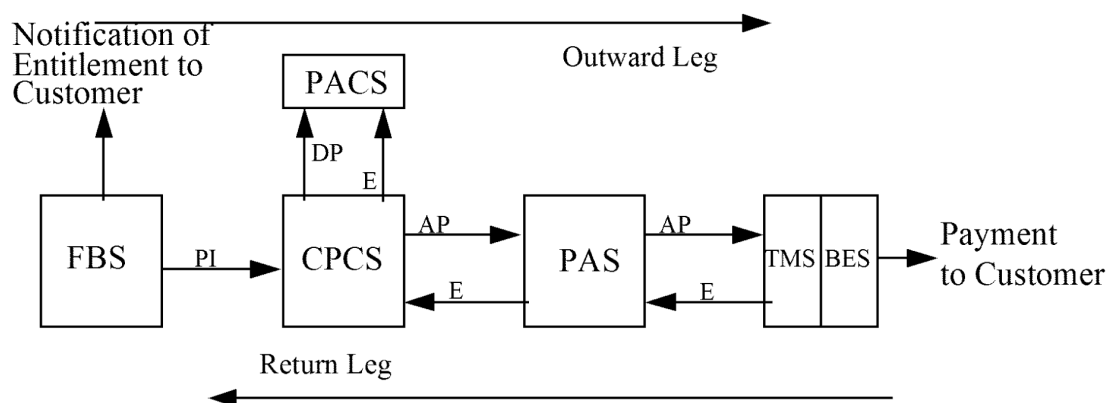 Notification of
Entitlement to
Customer
Outward Leg
PACS
DP
E
FBS
PI
CPCS
AP
E
PAS
AP
E
TMS
BES
Payment
to Customer
Return Leg